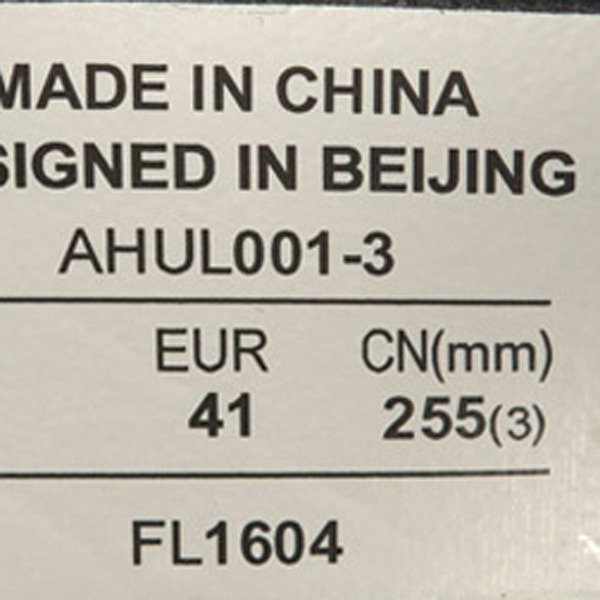 MADE IN CHINA
SIGNED IN BEIJING
AHUL001-3
EUR CN(mm)
41 255(3)
FL1604